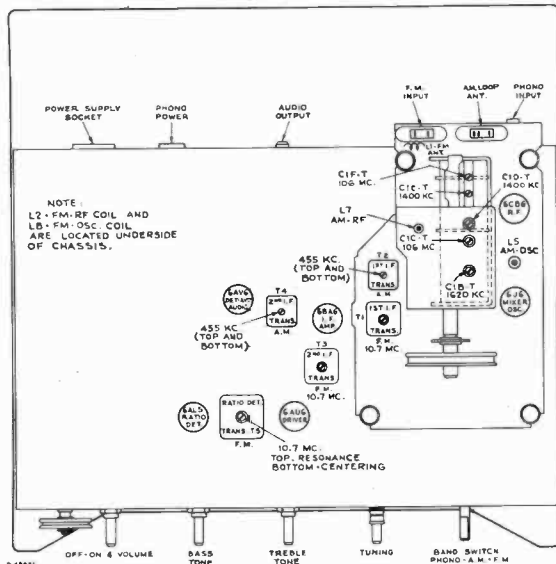 POWER SUPPLY
SOCKET
PHONO
POWER
AUDIO
OUTPUT
F.M.
INPUT
AM.LOOP
ANT.
PHONO
INPUT
L1-FM
ANT
C1F-T
106 MC.
C1E-T
1400 KC
C1D-T
1400 KC
NOTE:
L2-FM-RF COIL AND
L8-FM-OSC. COIL
ARE LOCATED UNDERSIDE
OF CHASSIS.
L7
AM-RF
6CB6
R.F.
C1C-T
106 MC
L5
AM-OSC
C1B-T
1620 KC
6J6
MIXER
OSC.
455 KC.
(TOP AND
BOTTOM)
T2
1ST I.F
TRANS.
A.M.
6AV6
DET-AVC
AUDIO
T4
2ND I.F
TRANS.
A.M.
455 KC
(TOP AND
BOTTOM)
6BA6
I.F
AMP.
T1
1ST I.F
TRANS.
F.M.
10.7 MC.
T3
2ND I.F
TRANS
F.M.
10.7 MC.
6AL5
RATIO
DET.
RATIO DET.
TRANS. T5
F.M.
6AU6
DRIVER
10.7 MC.
TOP. RESONANCE
BOTTOM-CENTERING
OFF-ON & VOLUME
BASS
TONE
TREBLE
TONE
TUNING
BAND SWITCH
PHONO-A.M.-F.M